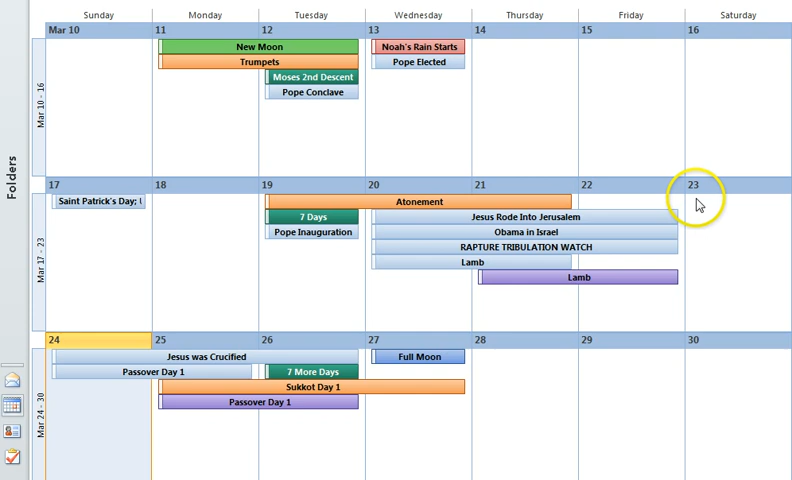 Sunday Monday Tuesday Wednesday Thursday Friday Saturday
Mar 10 11 12 13 14 15 16
New Moon Noah's Rain Starts
Trumpets Pope Elected
Moses 2nd Descent
Pope Conclave
Mar 10 - 16
Folders
17 18 19 20 21 22 23
Saint Patrick's Day; Atonement
7 Days Jesus Rode Into Jerusalem
Pope Inauguration Obama in Israel
RAPTURE TRIBULATION WATCH
Lamb
Lamb
Mar 17 - 23
24 25 26 27 28 29 30
Jesus was Crucified Full Moon
Passover Day 1 7 More Days
Sukkot Day 1
Passover Day 1
Mar 24 - 30